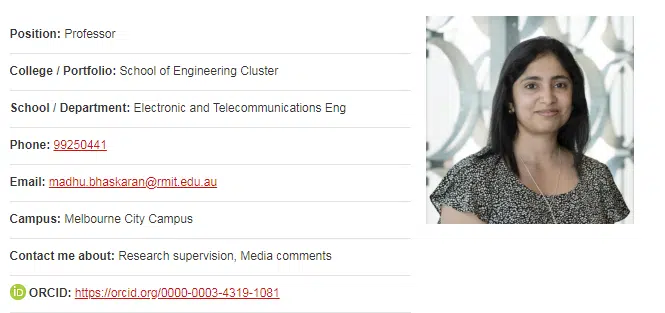 Position: Professor
College / Portfolio: School of Engineering Cluster
School / Department: Electronic and Telecommunications Eng
Phone: 99250441
Email: madhu.bhaskaran@rmit.edu.au
Campus: Melbourne City Campus
Contact me about: Research supervision, Media comments
iD ORCID: https://orcid.org/0000-0003-4319-1081